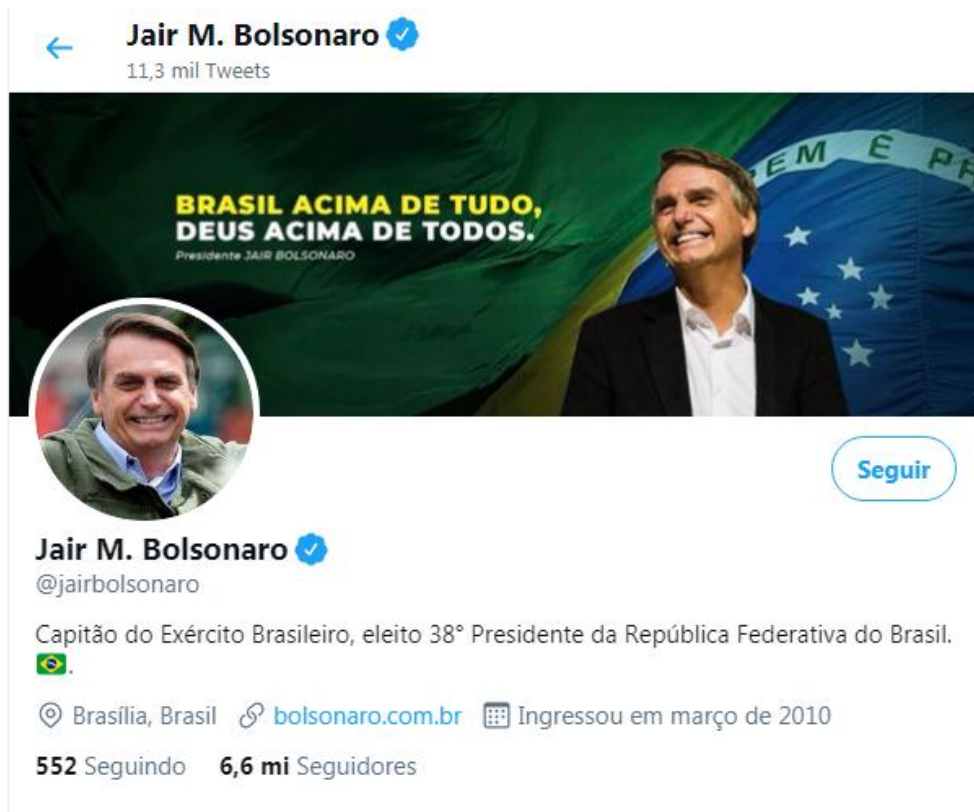 Jair M. Bolsonaro
11,3 mil Tweets
EM É PR
BRASIL ACIMA DE TUDO,
DEUS ACIMA DE TODOS.
Presidente JAIR BOLSONARO
Seguir
Jair M. Bolsonaro
@jairbolsonaro
Capitão do Exército Brasileiro, eleito 38° Presidente da República Federativa do Brasil.
🇧🇷.
Brasília, Brasil bolsonaro.com.br Ingressou em março de 2010
552 Seguindo 6,6 mi Seguidores